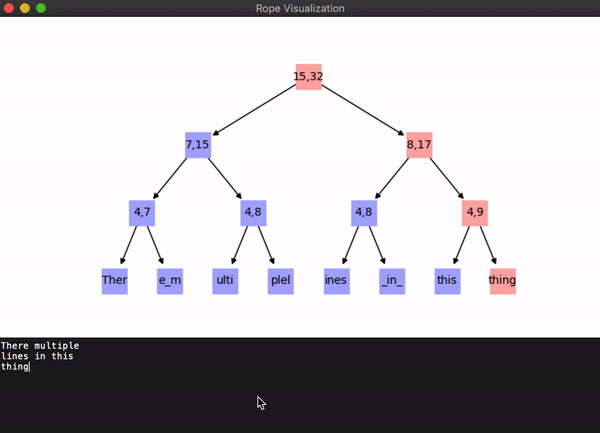 Rope Visualization
15,32
7,15
8,17
4,7
4,8
4,8
4,9
Ther
e_m
ulti
plel
ines
_in_
this
thing
There multiple
lines in this
thing